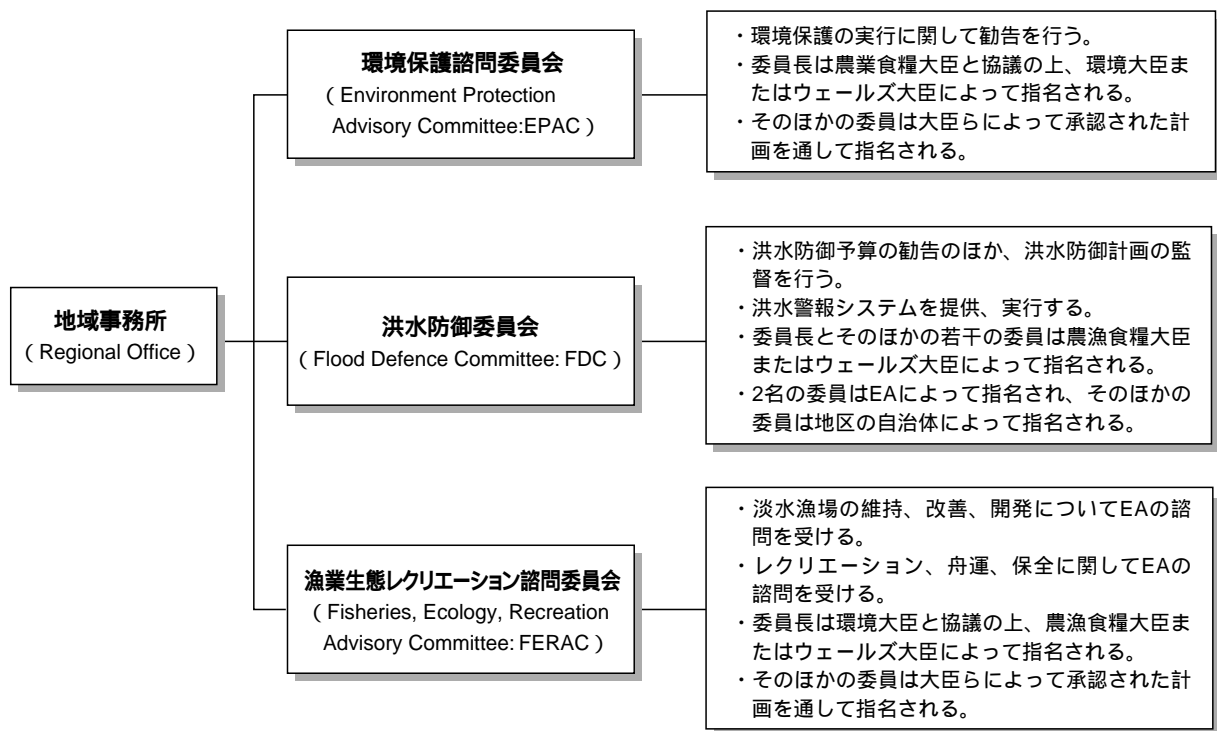 地域事務所
( Regional Office )
環境保護諮問委員会
( Environment Protection
Advisory Committee:EPAC )
・環境保護の実行に関して勧告を行う。
・委員長は農業食糧大臣と協議の上、環境大臣ま
たはウェールズ大臣によって指名される。
・そのほかの委員は大臣らによって承認された計
画を通して指名される。
洪水防御委員会
( Flood Defence Committee: FDC )
・洪水防御予算の勧告のほか、洪水防御計画の監
督を行う。
・洪水警報システムを提供、実行する。
・委員長とそのほかの若干の委員は農漁食糧大臣
またはウェールズ大臣によって指名される。
・2名の委員はEAによって指名され、そのほかの
委員は地区の自治体によって指名される。
漁業生態レクリエーション諮問委員会
( Fisheries, Ecology, Recreation
Advisory Committee: FERAC )
・淡水漁場の維持、改善、開発についてEAの諮
問を受ける。
・レクリエーション、舟運、保全に関してEAの
諮問を受ける。
・委員長は環境大臣と協議の上、農漁食糧大臣ま
たはウェールズ大臣によって指名される。
・そのほかの委員は大臣らによって承認された計
画を通して指名される。